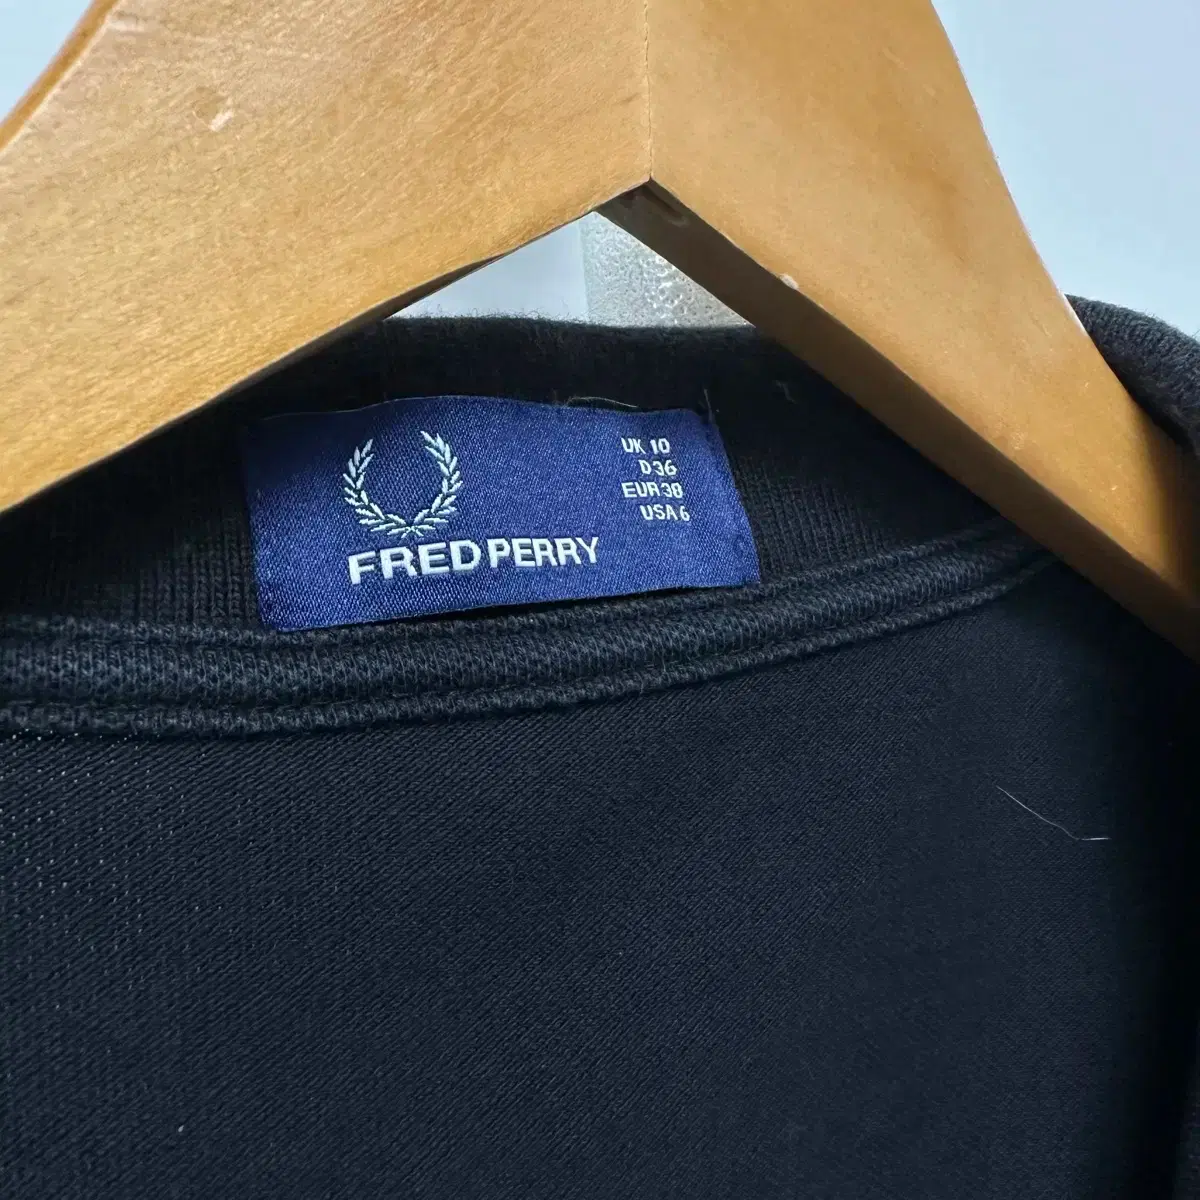 UK 10
D 36
EUR 38
USA 6
FRED PERRY